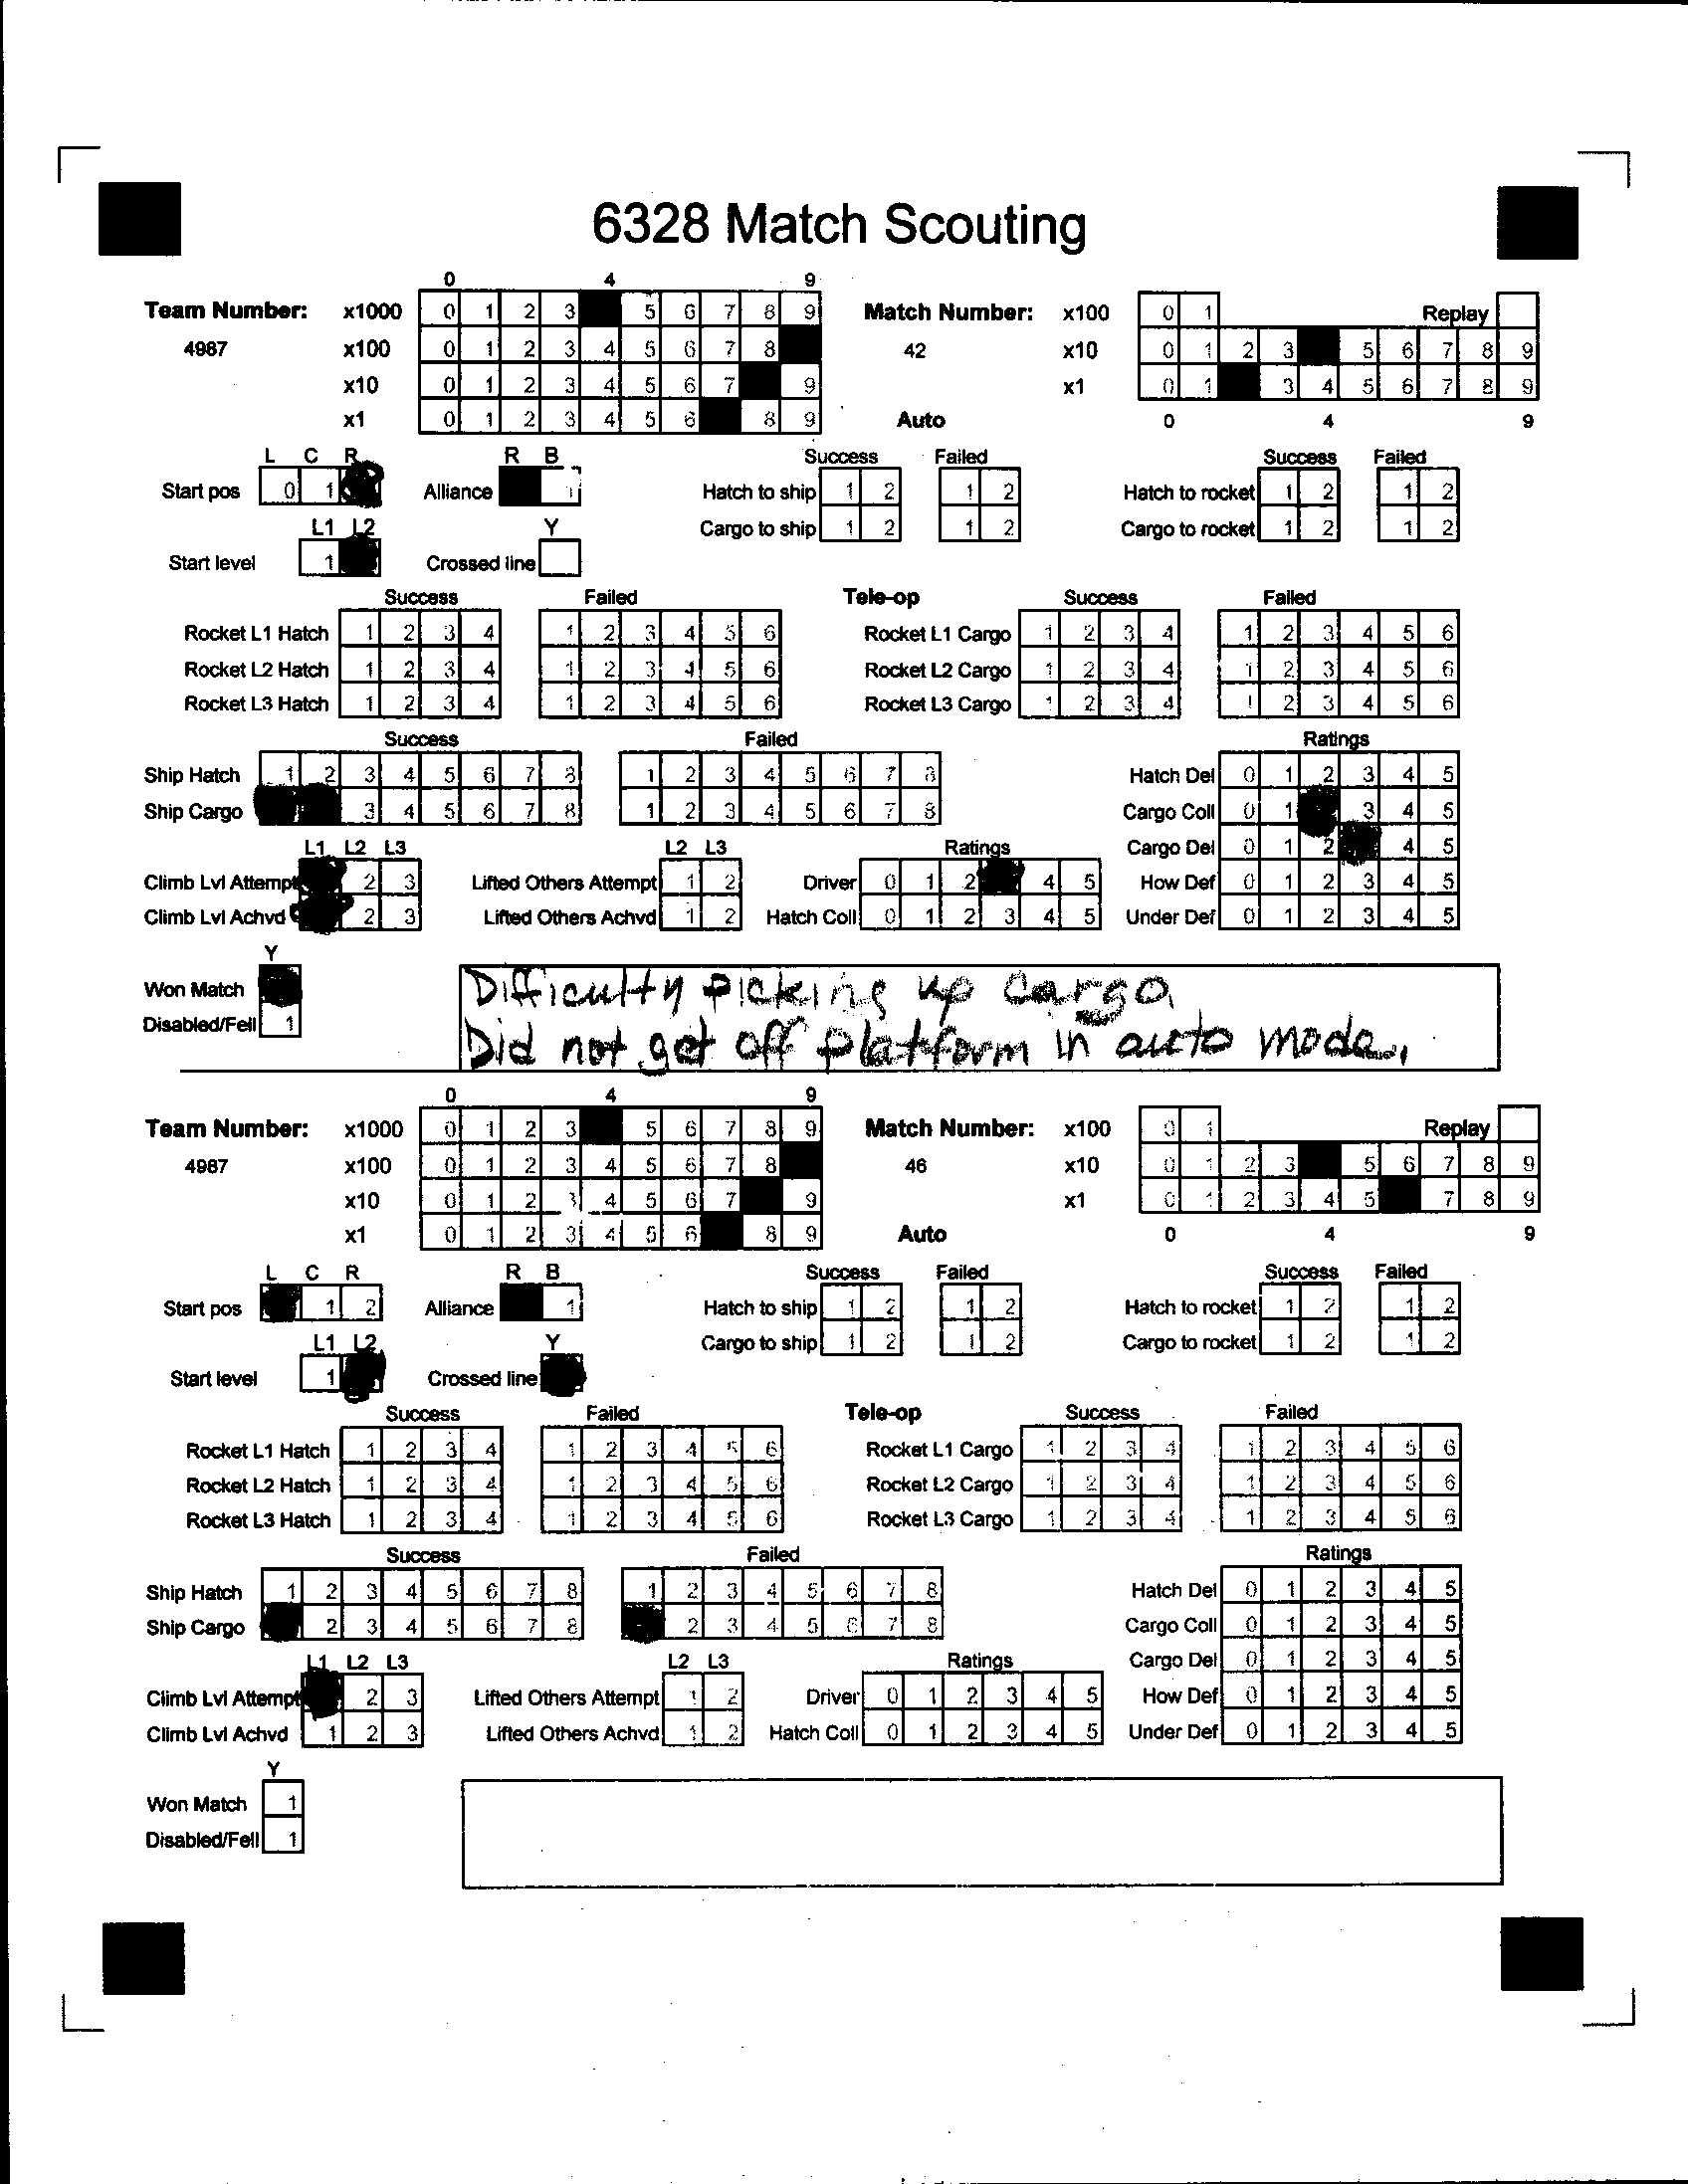 6328 Match Scouting
0 4 9
Team Number: x1000 0 1 2 3 5 6 7 8 9 Match Number: x100 0 1 Replay
4987 x100 0 1 2 3 4 5 6 7 8 42 x10 0 1 2 3 5 6 7 8 9
x10 0 1 2 3 4 5 6 7 9 x1 0 1 3 4 5 6 7 8 9
x1 0 1 2 3 4 5 6 8 9 Auto 0 4 9
L C R R B Success Failed Success Failed
Start pos 0 1 Alliance 1 Hatch to ship 1 2 1 2 Hatch to rocket 1 2 1 2
L1 L2 Y Cargo to ship 1 2 1 2 Cargo to rocket 1 2 1 2
Start level 1 Crossed line
Success Failed Tele-op Success Failed
Rocket L1 Hatch 1 2 3 4 1 2 3 4 5 6 Rocket L1 Cargo 1 2 3 4 1 2 3 4 5 6
Rocket L2 Hatch 1 2 3 4 1 2 3 4 5 6 Rocket L2 Cargo 1 2 3 4 1 2 3 4 5 6
Rocket L3 Hatch 1 2 3 4 1 2 3 4 5 6 Rocket L3 Cargo 1 2 3 4 1 2 3 4 5 6
Success Failed Ratings
Ship Hatch 1 2 3 4 5 6 7 8 1 2 3 4 5 6 7 8 Hatch Del 0 1 2 3 4 5
Ship Cargo 3 4 5 6 7 8 1 2 3 4 5 6 7 8 Cargo Coll 0 1 3 4 5
L1 L2 L3 L2 L3 Ratings Cargo Del 0 1 2 4 5
Climb Lvl Attempt 2 3 Lifted Others Attempt 1 2 Driver 0 1 2 4 5 How Def 0 1 2 3 4 5
Climb Lvl Achvd 2 3 Lifted Others Achvd 1 2 Hatch Coll 0 1 2 3 4 5 Under Def 0 1 2 3 4 5
Y
Won Match
Disabled/Fell 1
Difficulty picking up cargo.
Did not get off platform in auto mode.
0 4 9
Team Number: x1000 0 1 2 3 5 6 7 8 9 Match Number: x100 0 1 Replay
4987 x100 0 1 2 3 4 5 6 7 8 46 x10 0 1 2 3 5 6 7 8 9
x10 0 1 2 3 4 5 6 7 9 x1 0 1 2 3 4 5 7 8 9
x1 0 1 2 3 4 5 6 8 9 Auto 0 4 9
L C R R B Success Failed Success Failed
Start pos 1 2 Alliance 1 Hatch to ship 1 2 1 2 Hatch to rocket 1 2 1 2
L1 L2 Y Cargo to ship 1 2 1 2 Cargo to rocket 1 2 1 2
Start level 1 Crossed line
Success Failed Tele-op Success Failed
Rocket L1 Hatch 1 2 3 4 1 2 3 4 5 6 Rocket L1 Cargo 1 2 3 4 1 2 3 4 5 6
Rocket L2 Hatch 1 2 3 4 1 2 3 4 5 6 Rocket L2 Cargo 1 2 3 4 1 2 3 4 5 6
Rocket L3 Hatch 1 2 3 4 1 2 3 4 5 6 Rocket L3 Cargo 1 2 3 4 1 2 3 4 5 6
Success Failed Ratings
Ship Hatch 1 2 3 4 5 6 7 8 1 2 3 4 5 6 7 8 Hatch Del 0 1 2 3 4 5
Ship Cargo 2 3 4 5 6 7 8 2 3 4 5 6 7 8 Cargo Coll 0 1 2 3 4 5
L1 L2 L3 L2 L3 Ratings Cargo Del 0 1 2 3 4 5
Climb Lvl Attempt 2 3 Lifted Others Attempt 1 2 Driver 0 1 2 3 4 5 How Def 0 1 2 3 4 5
Climb Lvl Achvd 1 2 3 Lifted Others Achvd 1 2 Hatch Coll 0 1 2 3 4 5 Under Def 0 1 2 3 4 5
Y
Won Match 1
Disabled/Fell 1